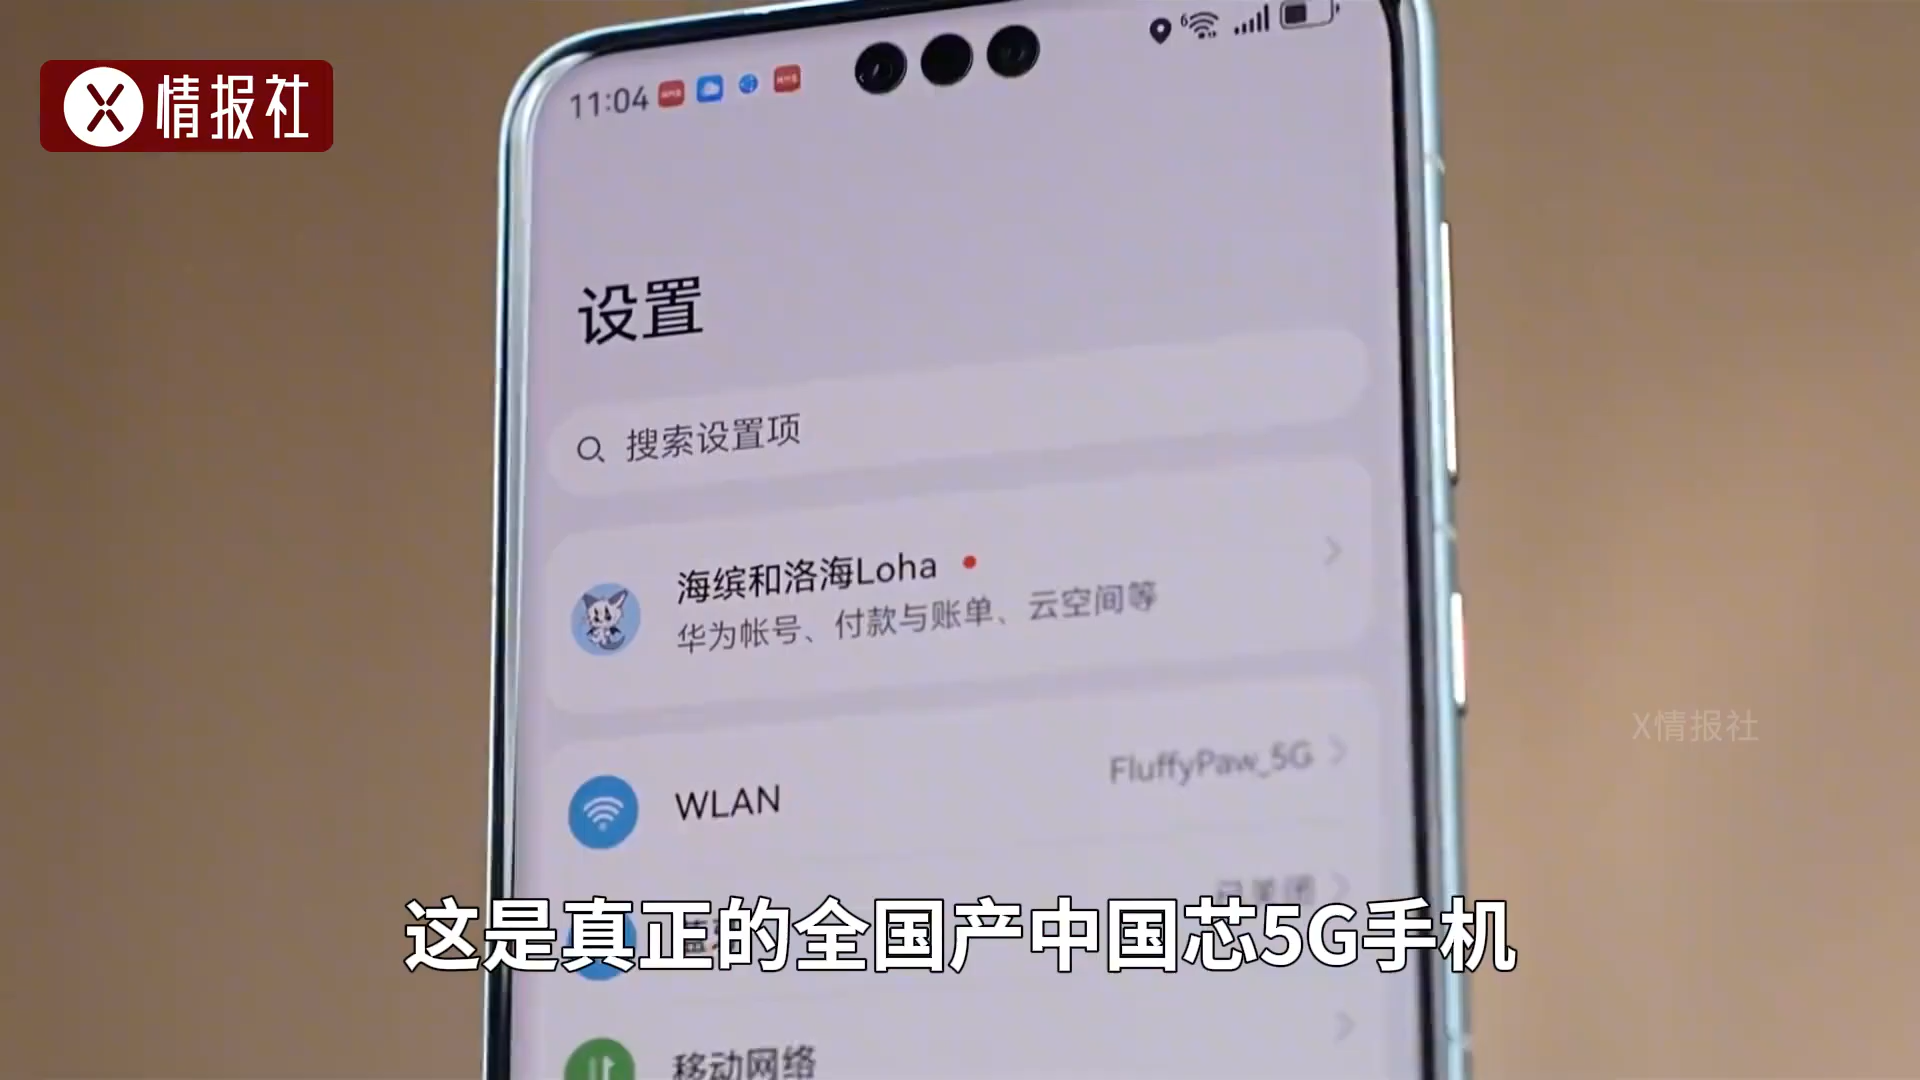 X情报社
11:04
设置
搜索设置项
海缤和洛海Loha
华为帐号、付款与账单、云空间等
WLAN
FluffyPaw_5G
X情报社
这是真正的全国产中国芯5G手机
移动网络